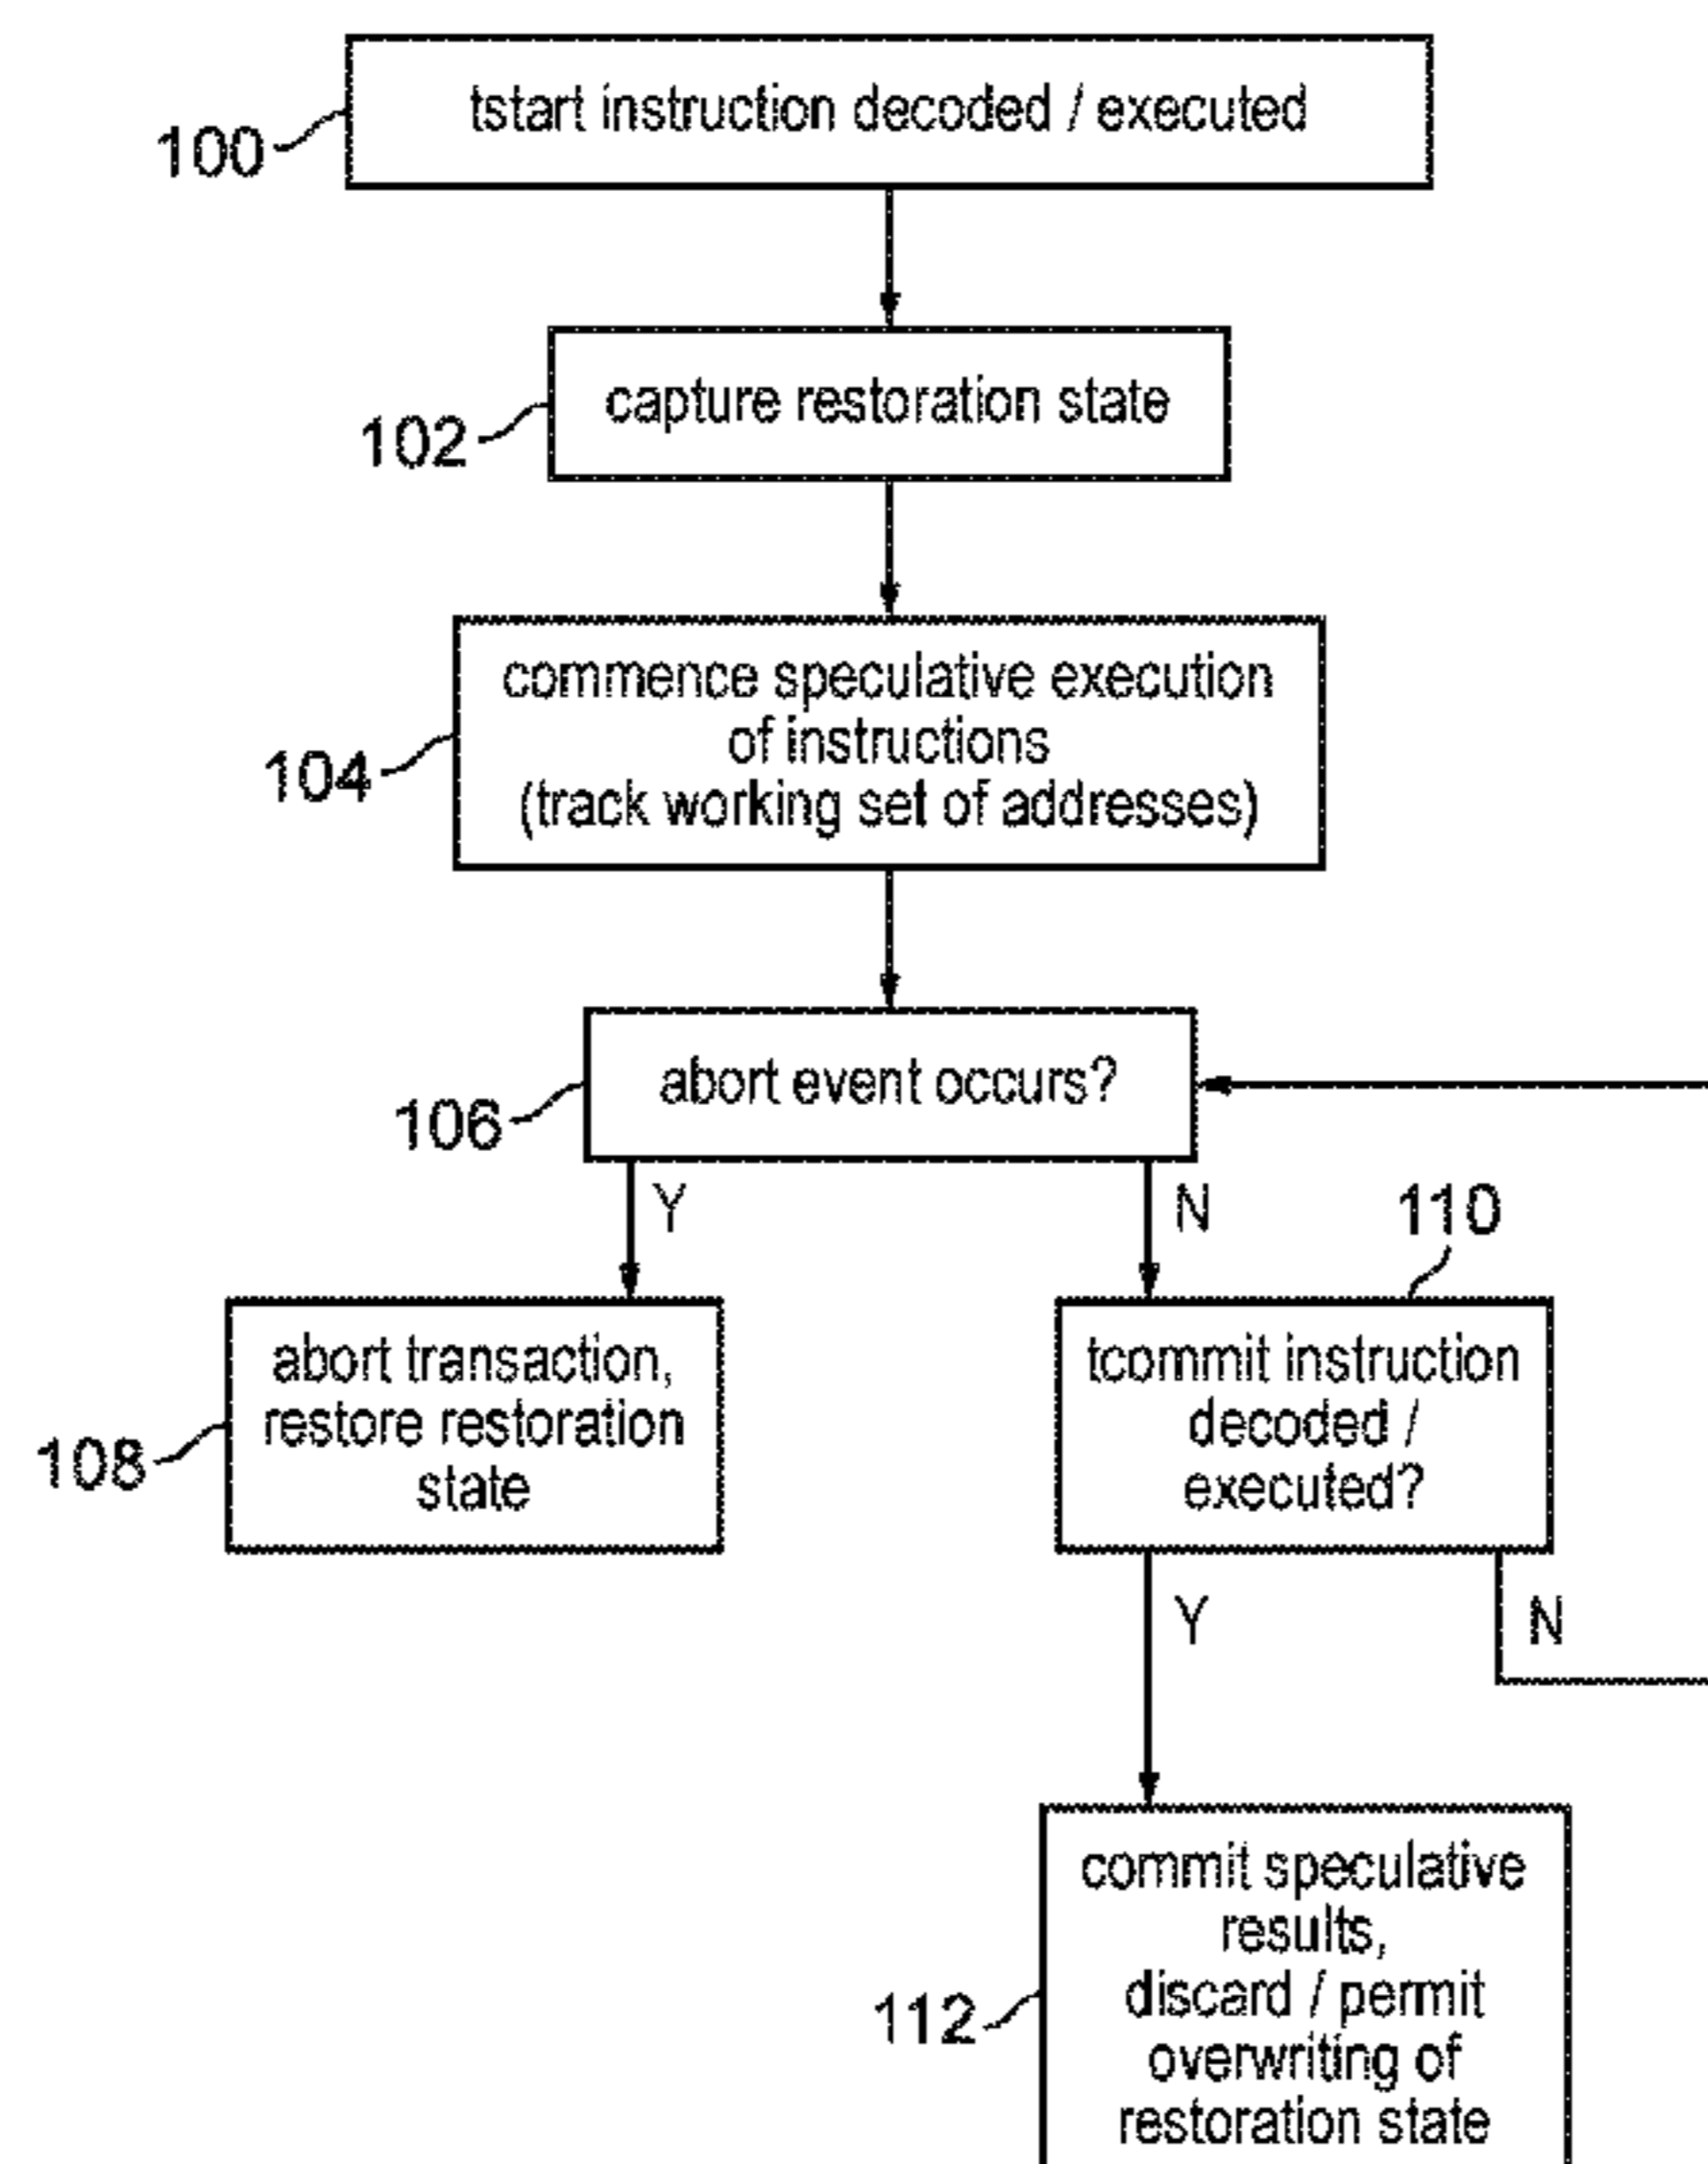 tstart instruction decoded / executed
100
capture restoration state
102
commence speculative execution
of instructions
(track working set of addresses)
104
abort event occurs?
106
Y
N
110
abort transaction,
restore restoration
state
108
tcommit instruction
decoded /
executed?
Y
N
commit speculative
results,
discard / permit
overwriting of
restoration state
112